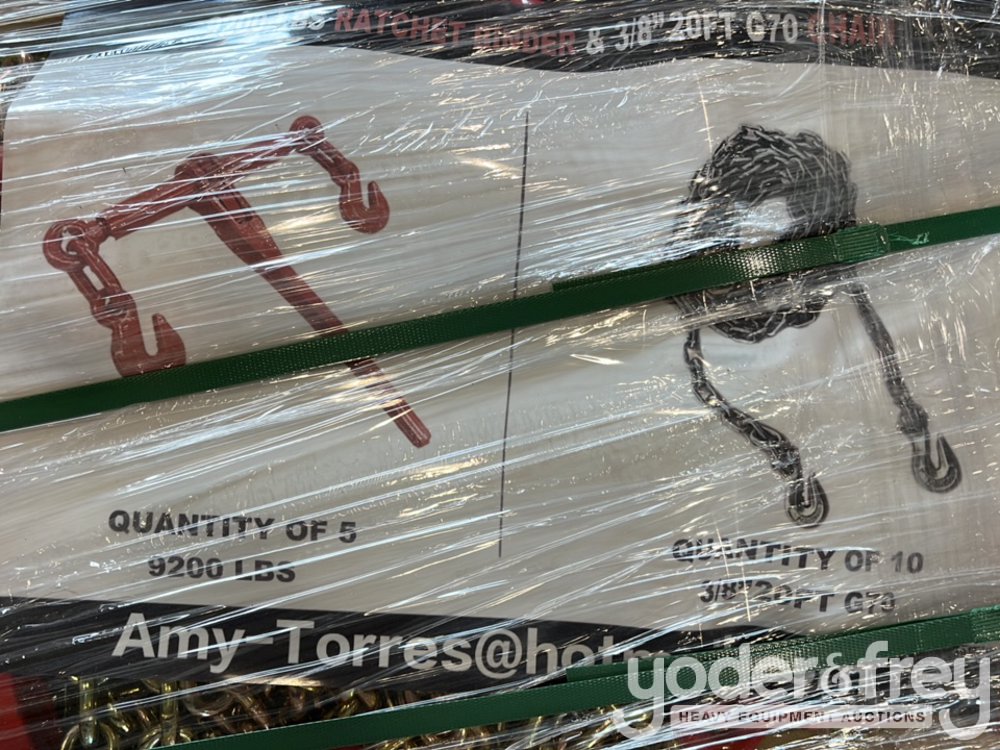 RATCHET BINDER & 3/8" 20FT G70 CHAIN
QUANTITY OF 5
9200 LBS
QUANTITY OF 10
3/8" 20FT G70
Amy-Torres@hotm
yoder&frey
HEAVY EQUIPMENT AUCTIONS